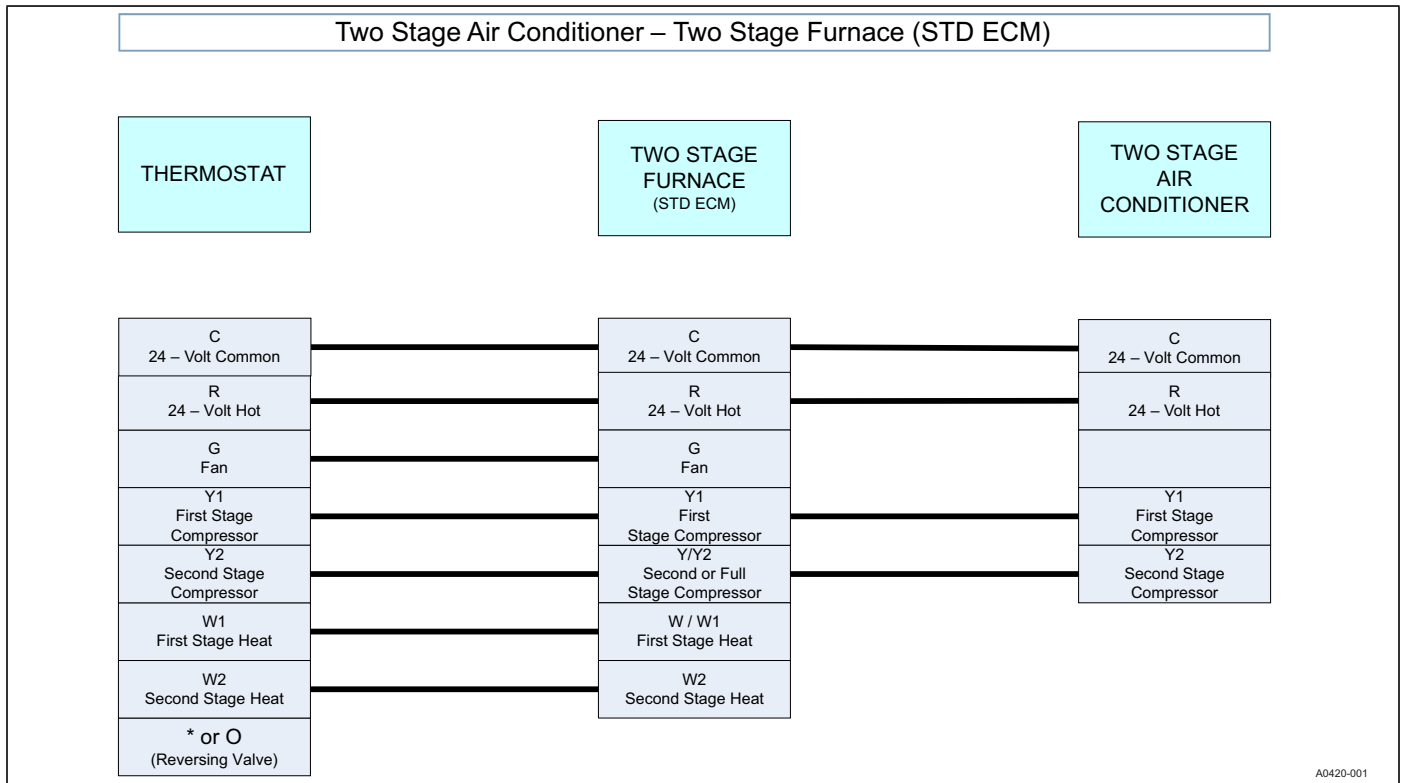 Two Stage Air Conditioner – Two Stage Furnace (STD ECM)
THERMOSTAT
TWO STAGE
FURNACE
(STD ECM)
TWO STAGE
AIR
CONDITIONER
C
24 – Volt Common
R
24 – Volt Hot
G
Fan
Y1
First Stage
Compressor
Y2
Second Stage
Compressor
W1
First Stage Heat
W2
Second Stage Heat
* or O
(Reversing Valve)
C
24 – Volt Common
R
24 – Volt Hot
G
Fan
Y1
First
Stage Compressor
Y/Y2
Second or Full
Stage Compressor
W / W1
First Stage Heat
W2
Second Stage Heat
C
24 – Volt Common
R
24 – Volt Hot
Y1
First Stage
Compressor
Y2
Second Stage
Compressor
A0420-001